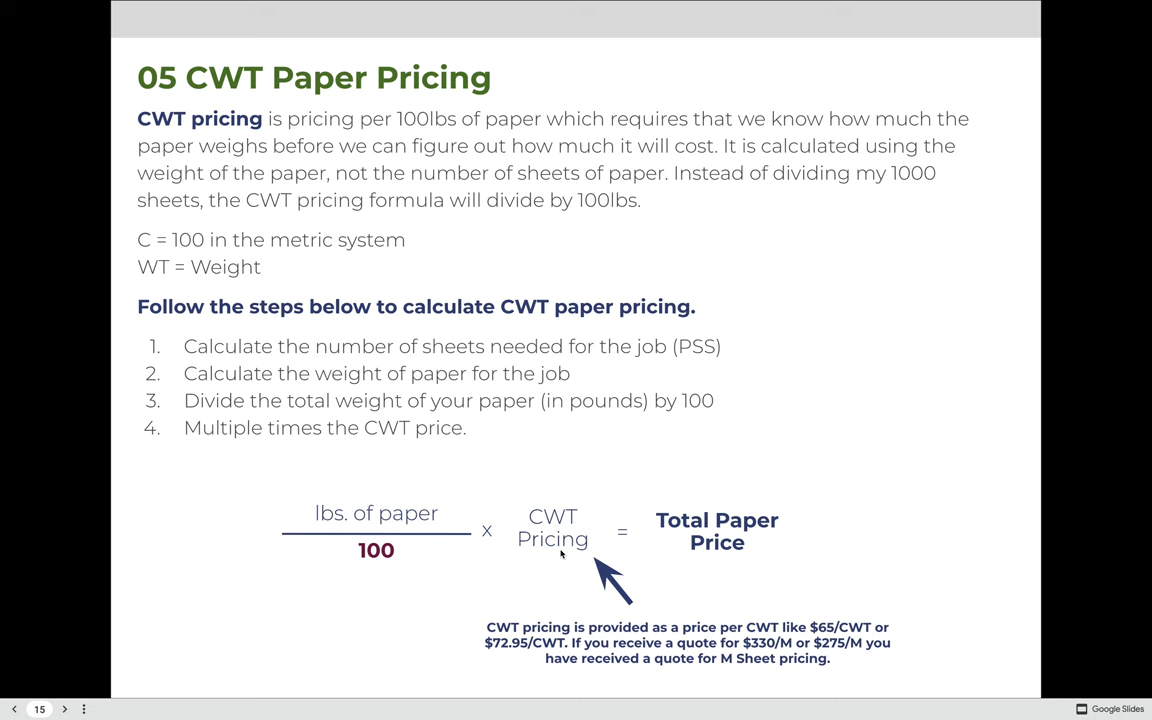 05 CWT Paper Pricing
CWT pricing is pricing per 100lbs of paper which requires that we know how much the
paper weighs before we can figure out how much it will cost. It is calculated using the
weight of the paper, not the number of sheets of paper. Instead of dividing my 1000
sheets, the CWT pricing formula will divide by 100lbs.
C = 100 in the metric system
WT = Weight
Follow the steps below to calculate CWT paper pricing.
1. Calculate the number of sheets needed for the job (PSS)
2. Calculate the weight of paper for the job
3. Divide the total weight of your paper (in pounds) by 100
4. Multiple times the CWT price.
lbs. of paper
100
x
CWT
Pricing
=
Total Paper
Price
CWT pricing is provided as a price per CWT like $65/CWT or
$72.95/CWT. If you receive a quote for $330/M or $275/M you
have received a quote for M Sheet pricing.
15
Google Slides